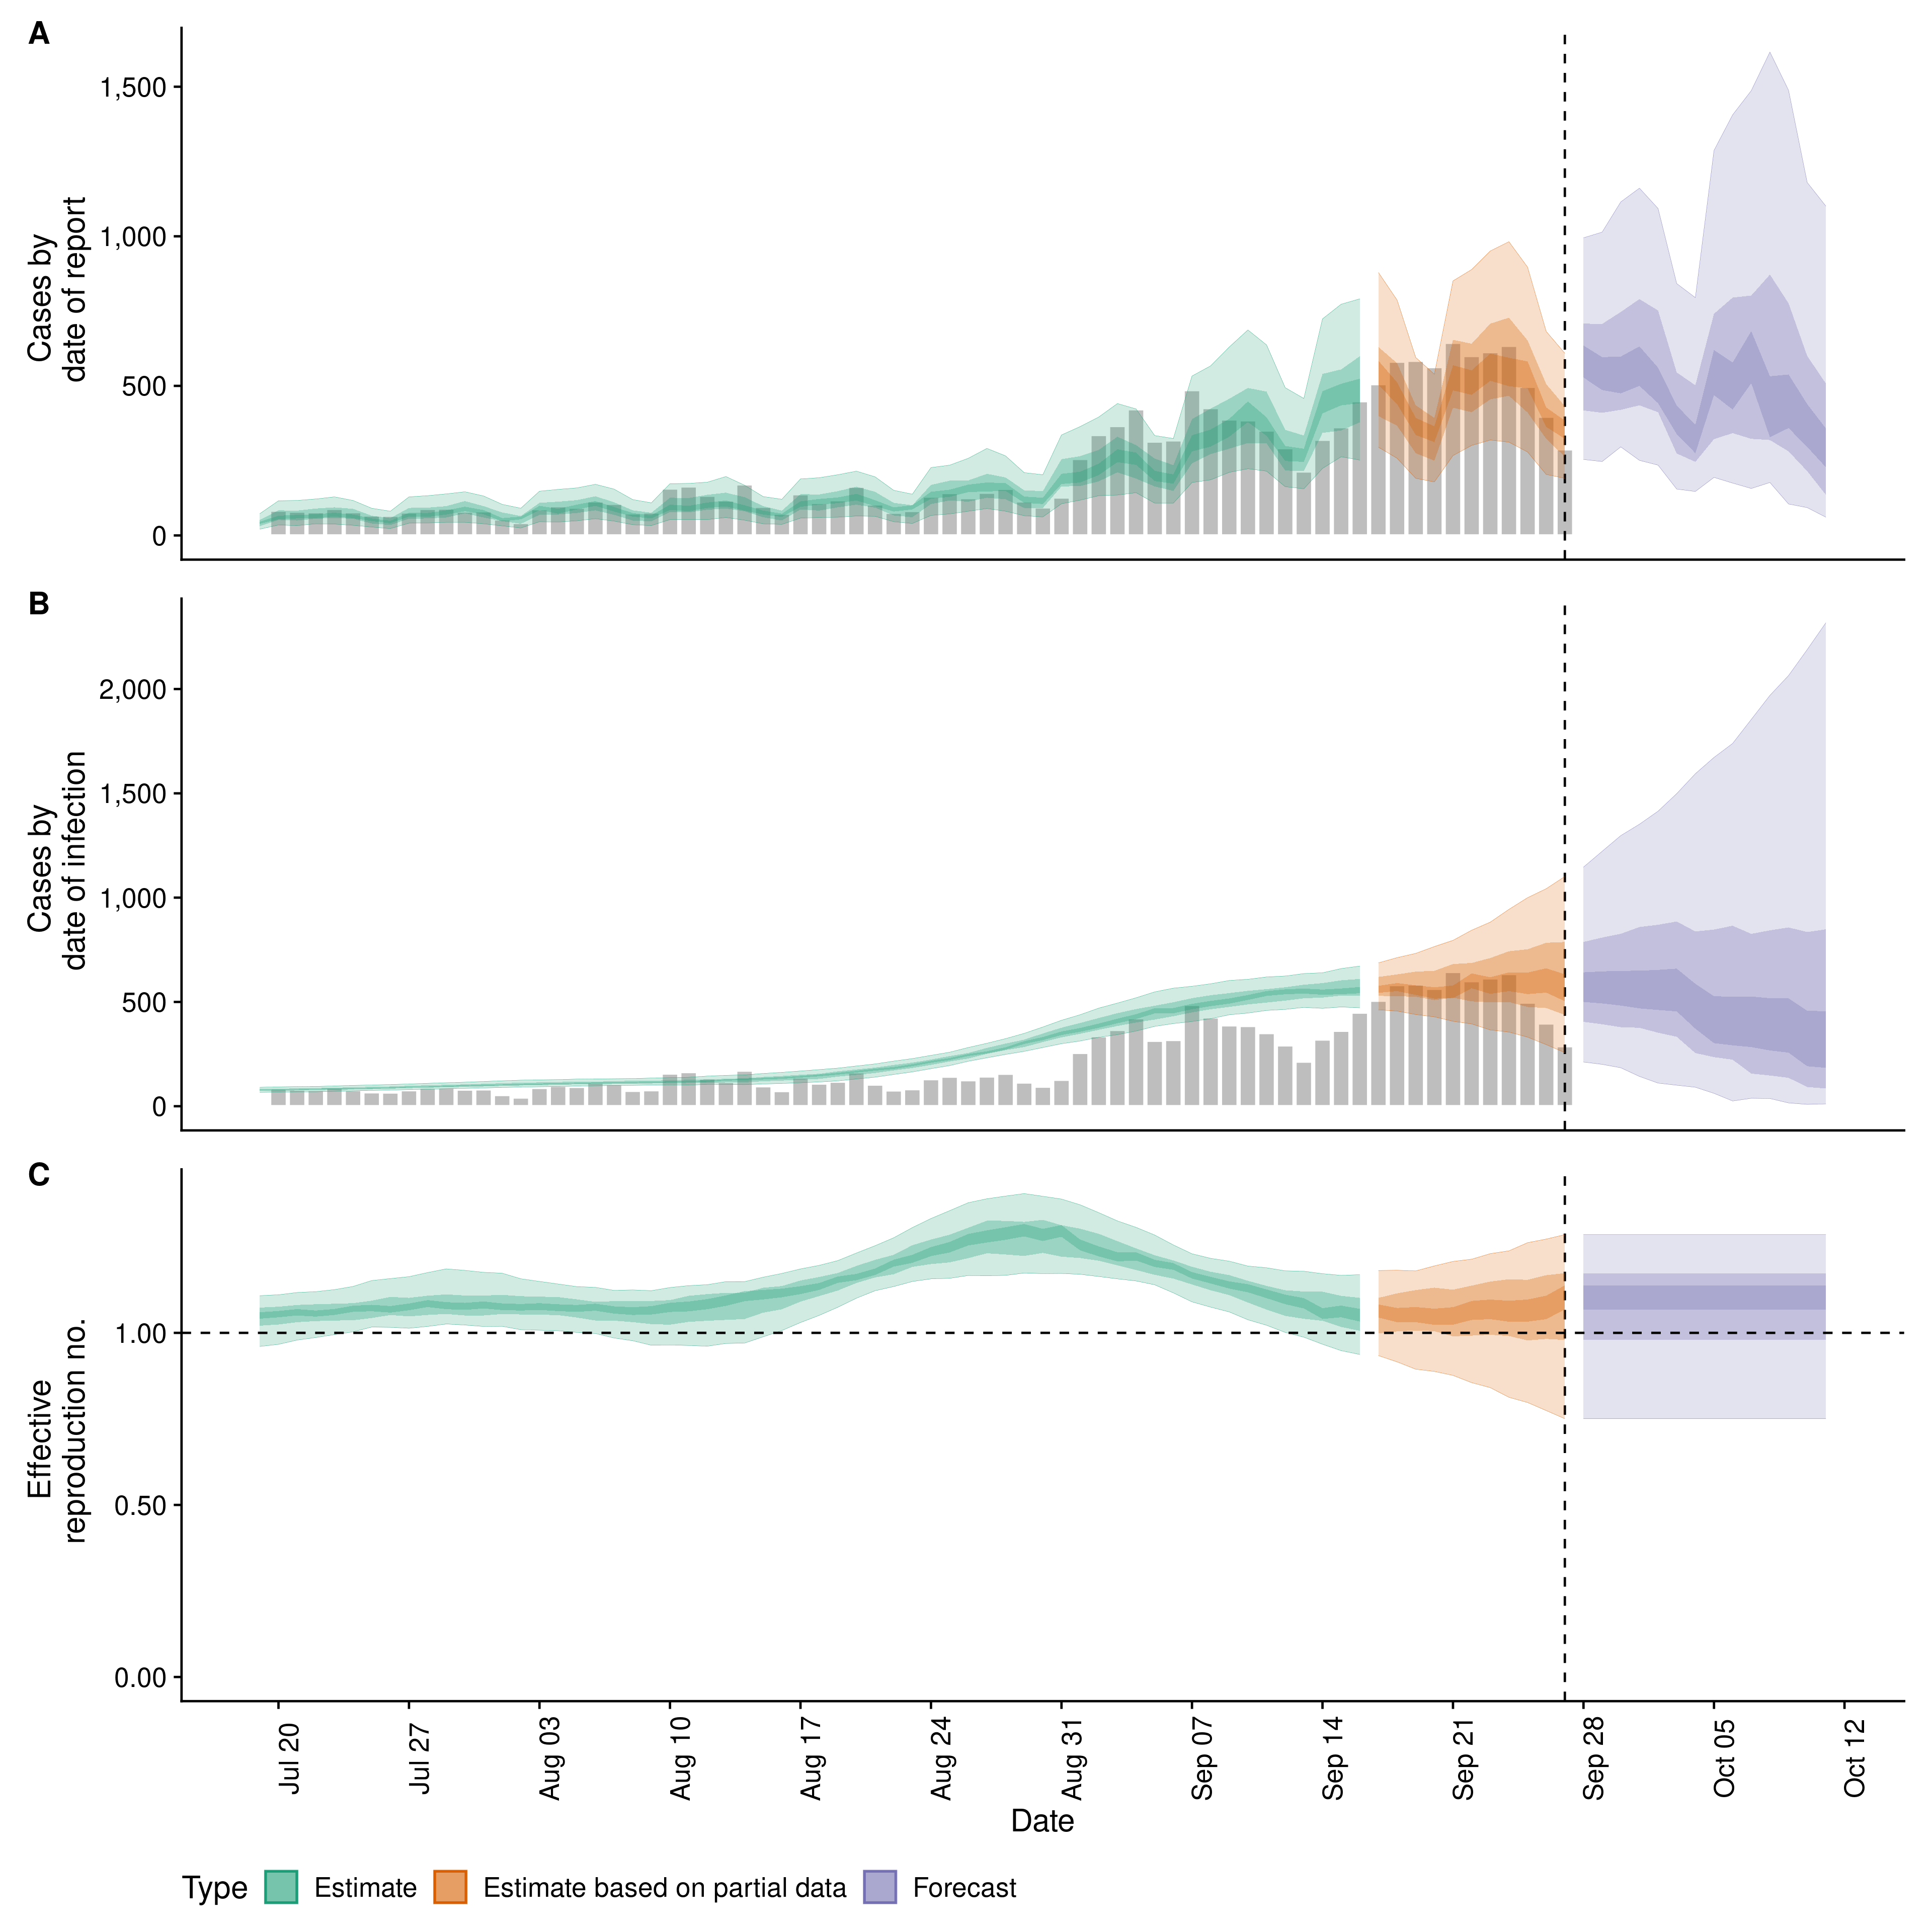 A
Cases by
date of report
1,500
1,000
500
0
B
Cases by
date of infection
2,000
1,500
1,000
500
0
C
Effective
reproduction no.
1.00
0.50
0.00
Jul 20
Jul 27
Aug 03
Aug 10
Aug 17
Aug 24
Aug 31
Sep 07
Sep 14
Sep 21
Sep 28
Oct 05
Oct 12
Date
Type Estimate Estimate based on partial data Forecast